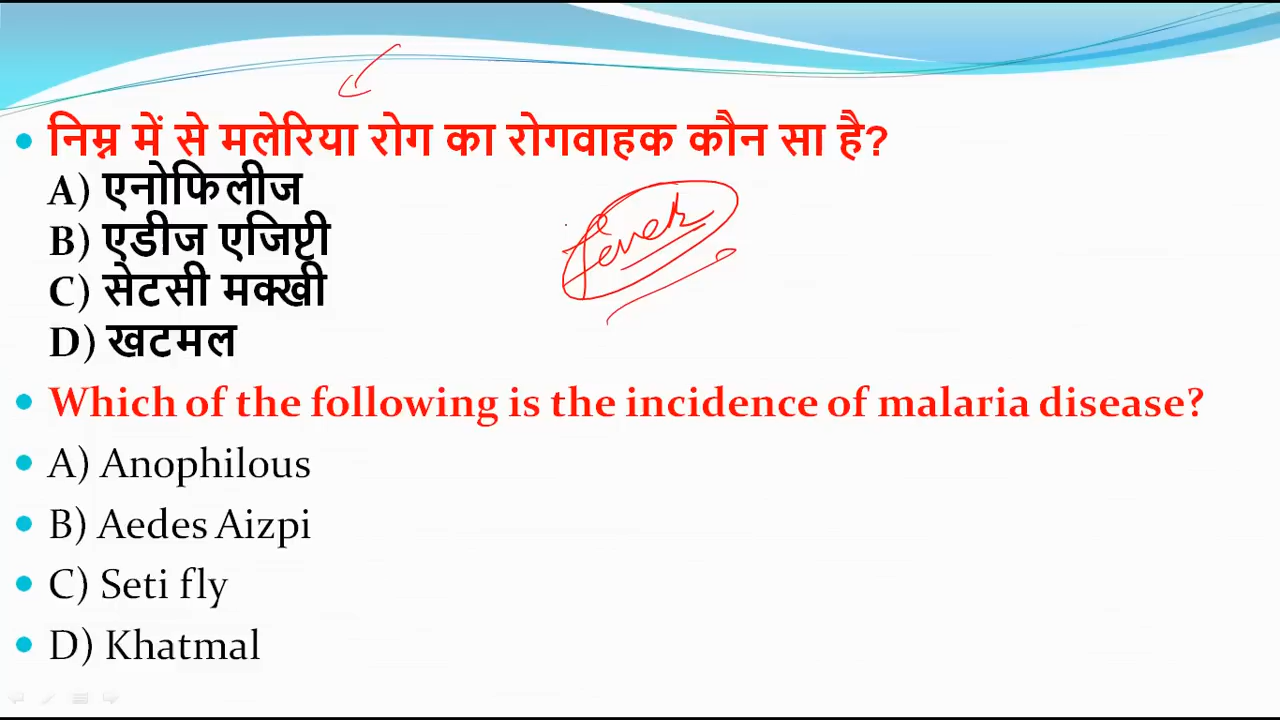 निम्न में से मलेरिया रोग का रोगवाहक कौन सा है?
A) एनोफिलीज
B) एडीज एजिप्टी
C) सेटसी मक्खी
D) खटमल
fever
Which of the following is the incidence of malaria disease?
A) Anophilous
B) Aedes Aizpi
C) Seti fly
D) Khatmal